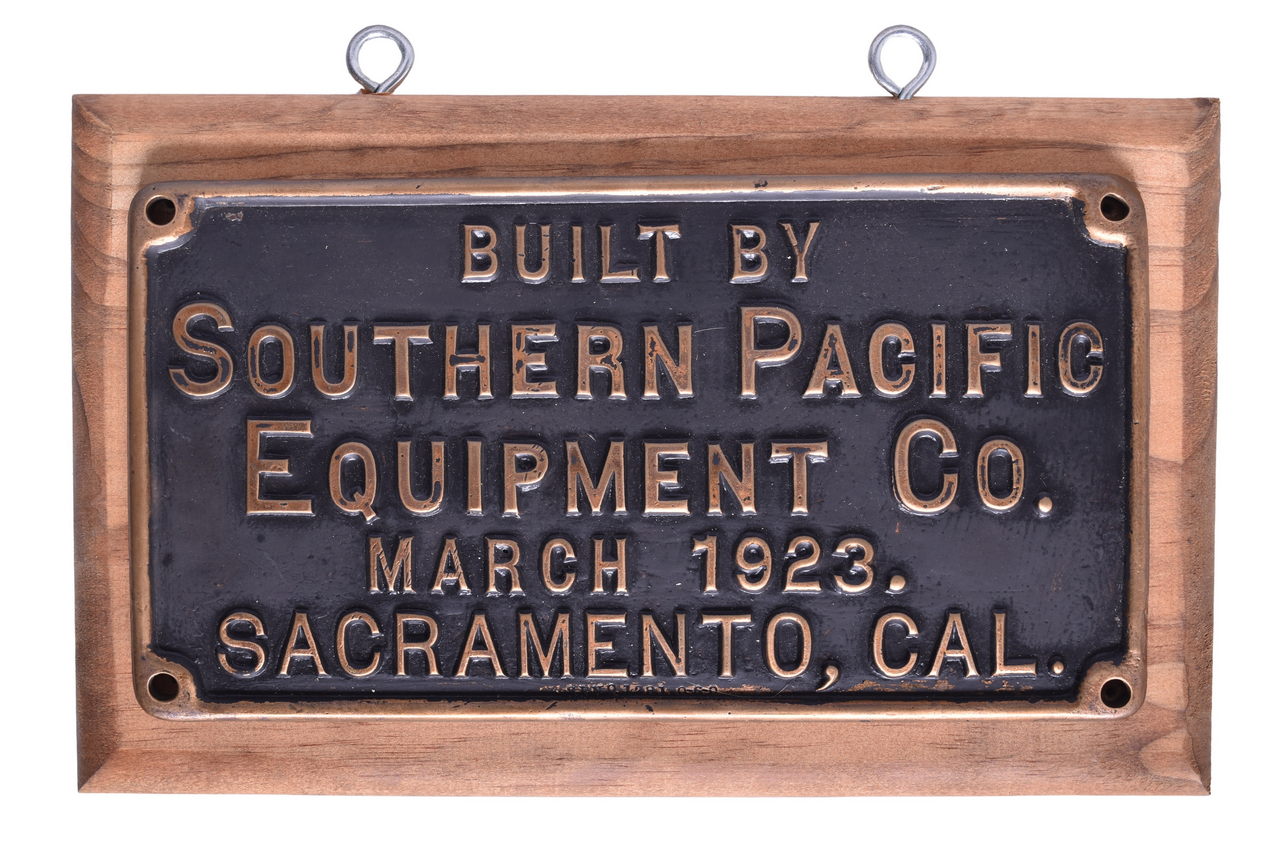 BUILT BY
SOUTHERN PACIFIC
EQUIPMENT CO.
MARCH 1923.
SACRAMENTO, CAL.